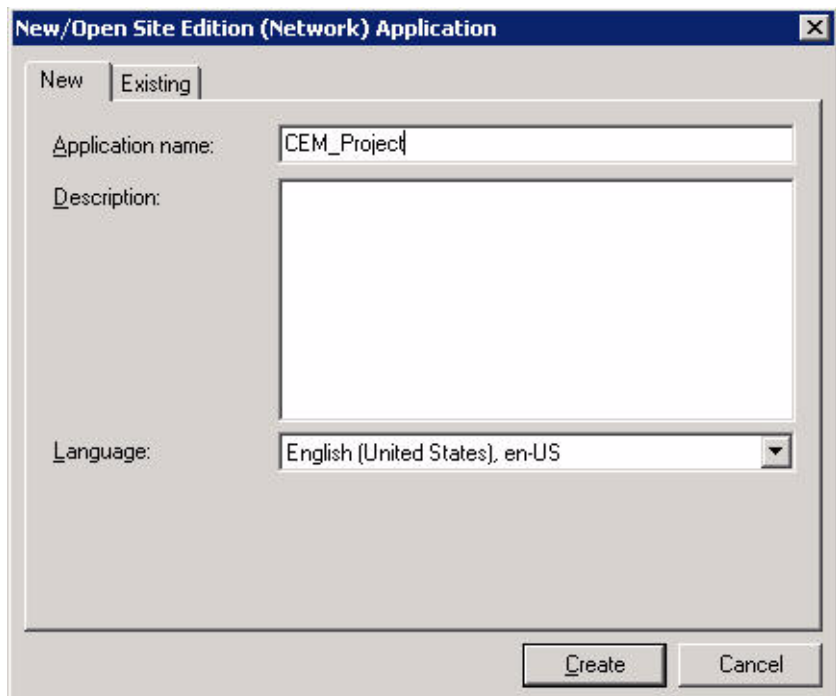 New/Open Site Edition (Network) Application
New
Existing
Application name:
CEM_Project
Description:
Language:
English (United States), en-US
Create
Cancel